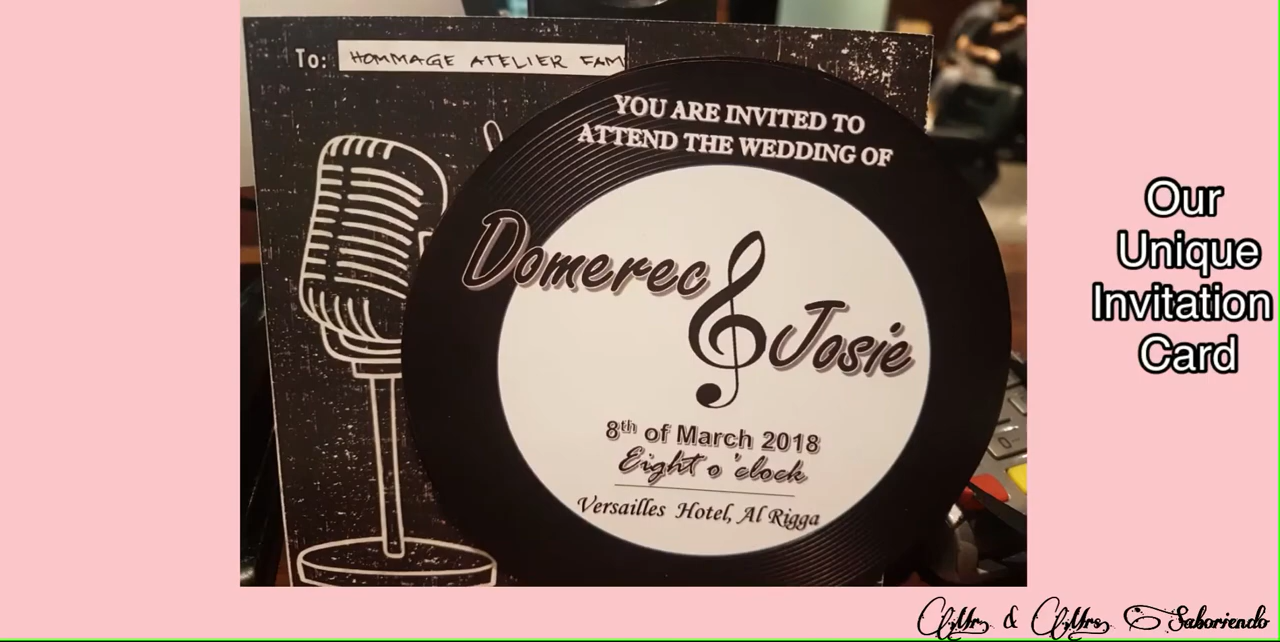 To: HOMMAGE ATELIER FAM
YOU ARE INVITED TO
ATTEND THE WEDDING OF
Domerec
& Josie
8th of March 2018
Eight o'clock
Versailles Hotel, Al Rigga
Our
Unique
Invitation
Card
Mr & Mrs Saboriendo